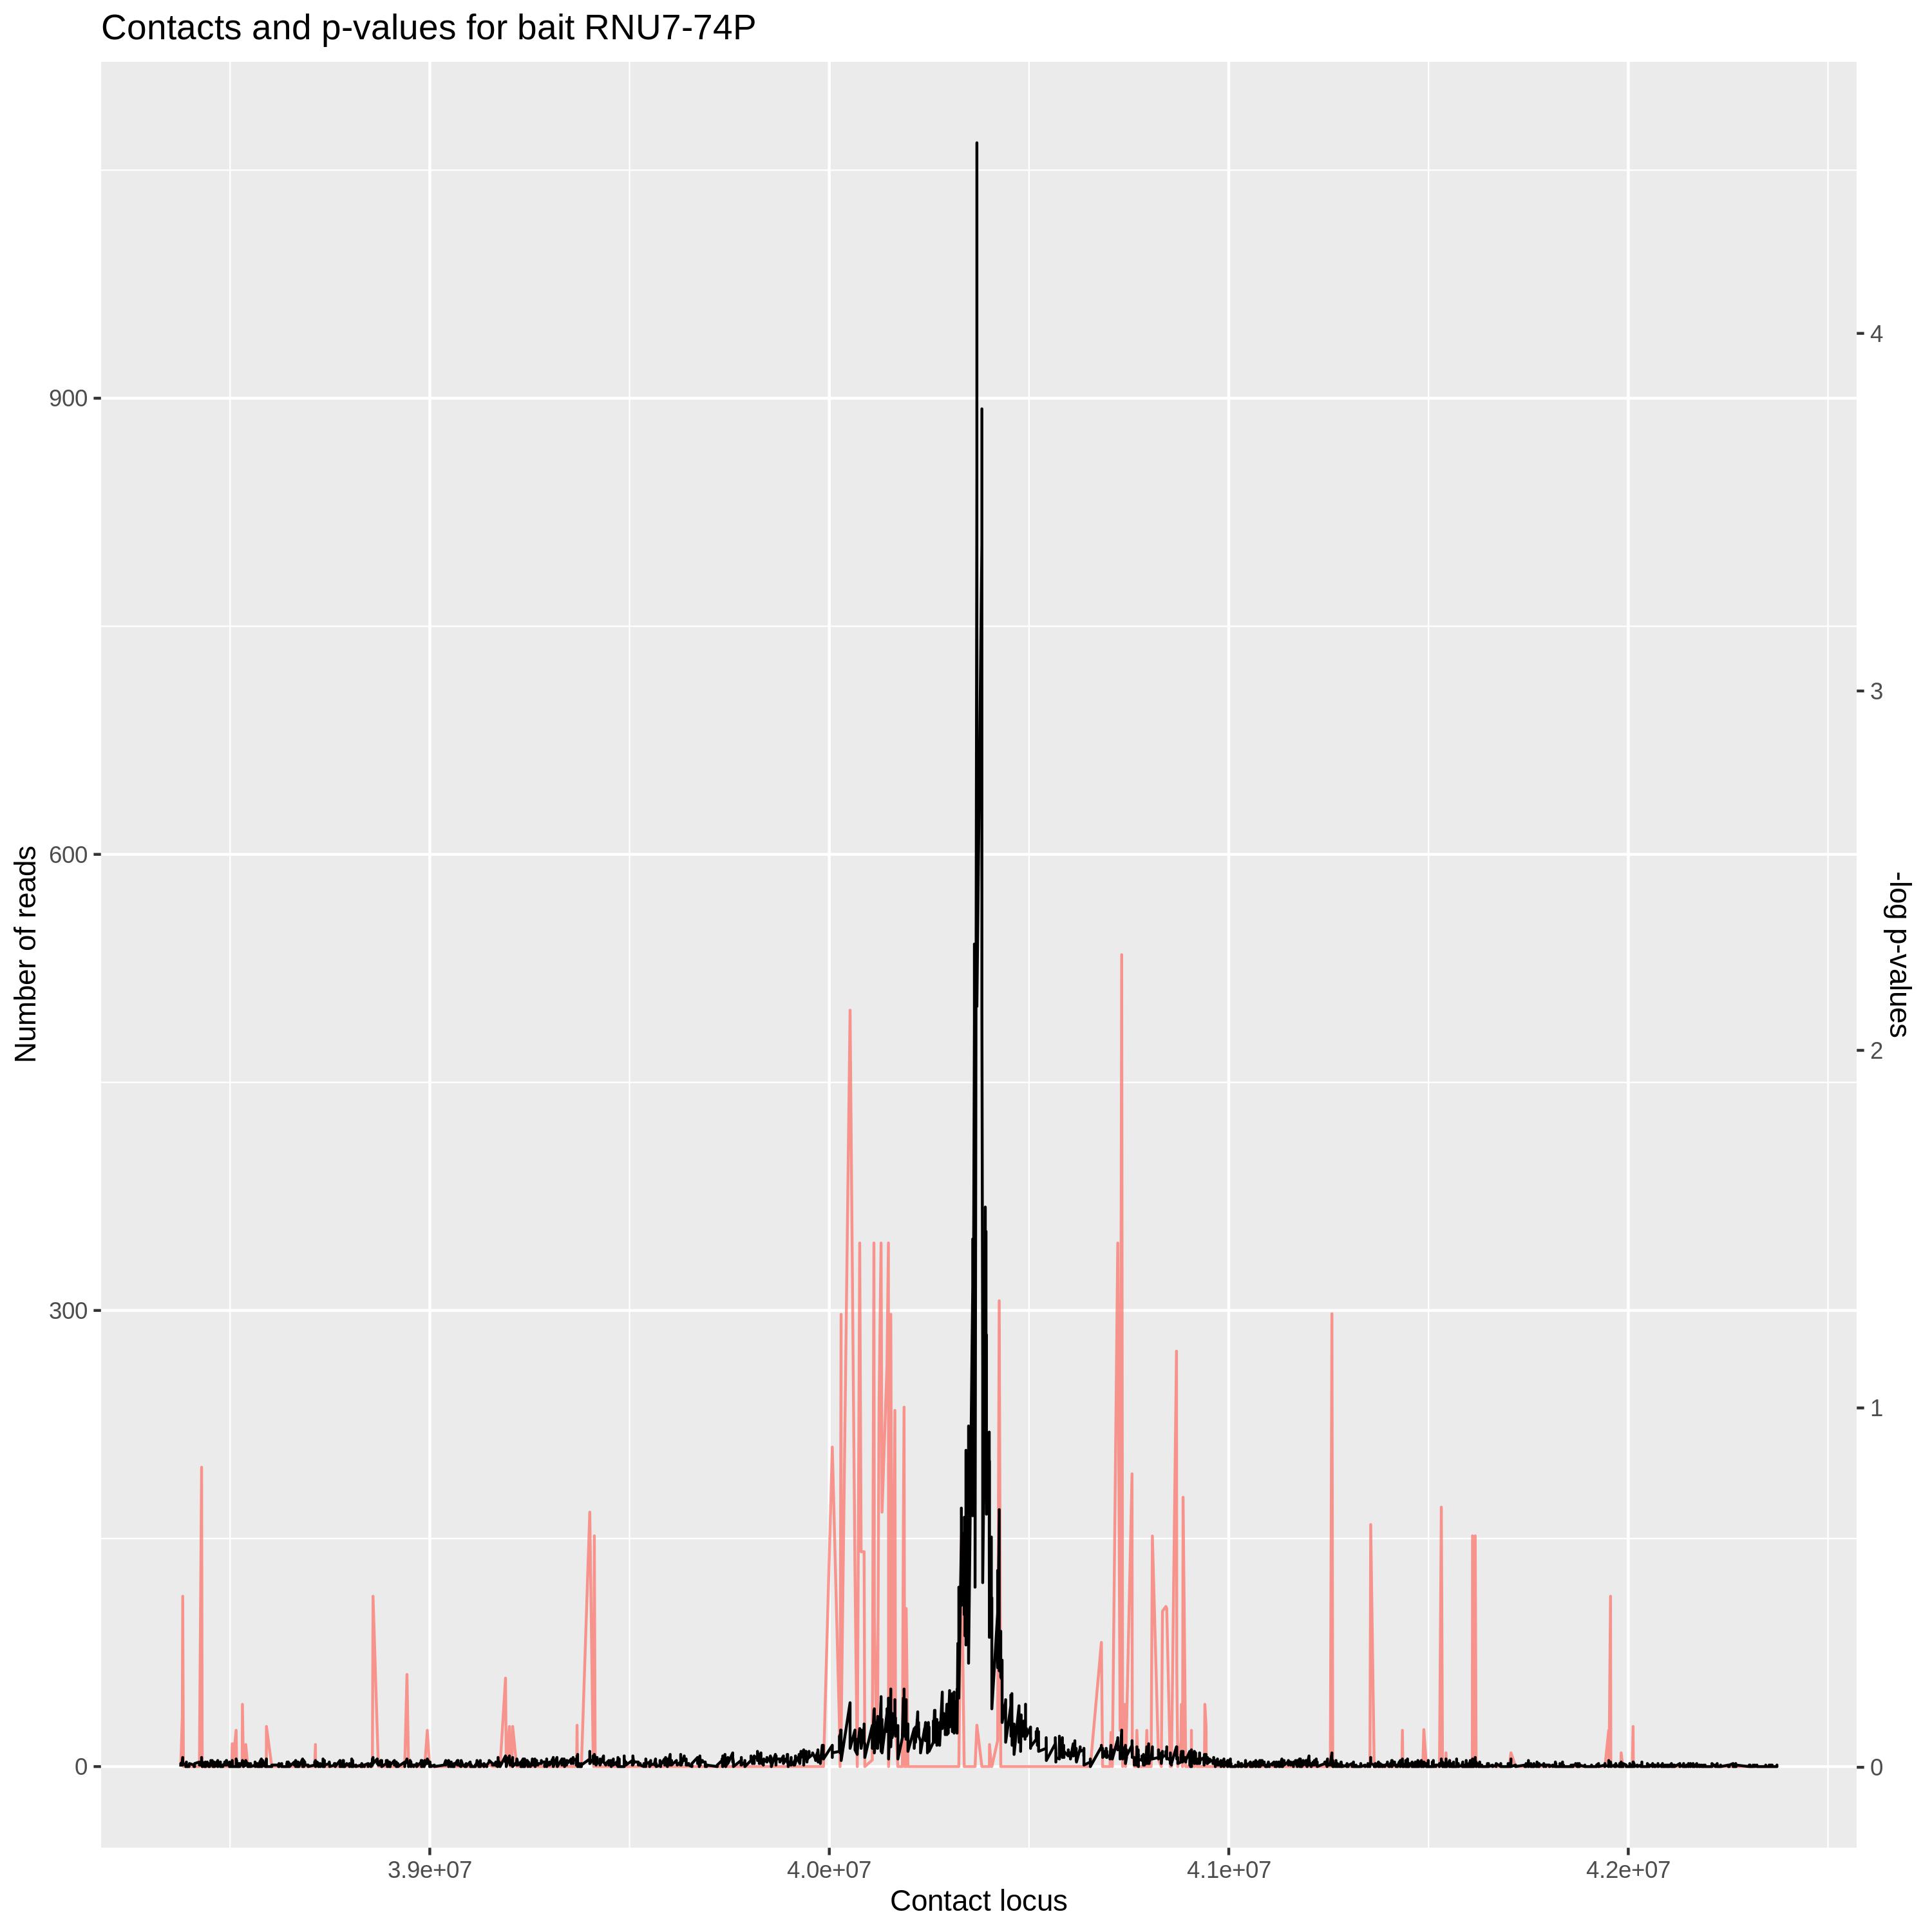 Contacts and p-values for bait RNU7-74P
900
600
300
0
4
3
2
1
0
Number of reads
-log p-values
3.9e+07
4.0e+07
4.1e+07
4.2e+07
Contact locus